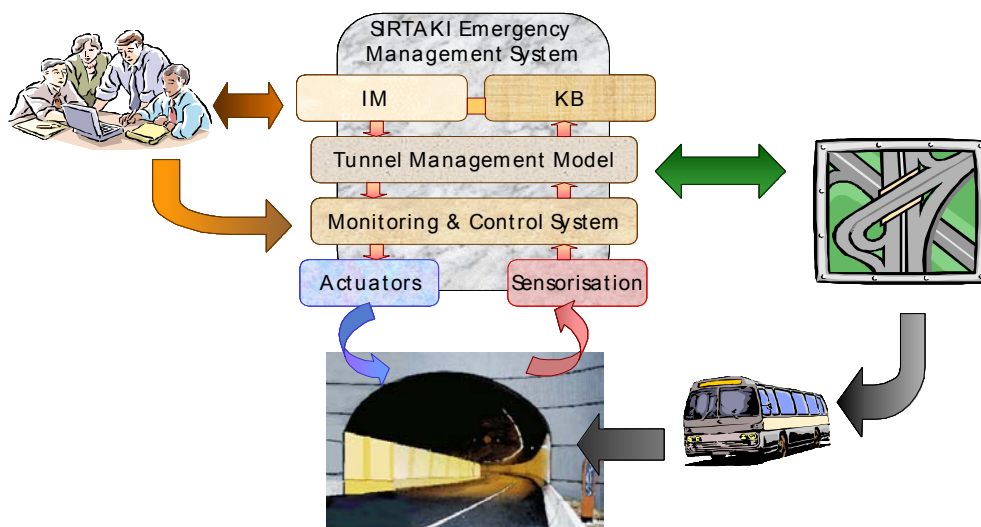 SIRTAKI Emergency
Management System
IM
KB
Tunnel Management Model
Monitoring & Control System
Actuators
Sensorisation